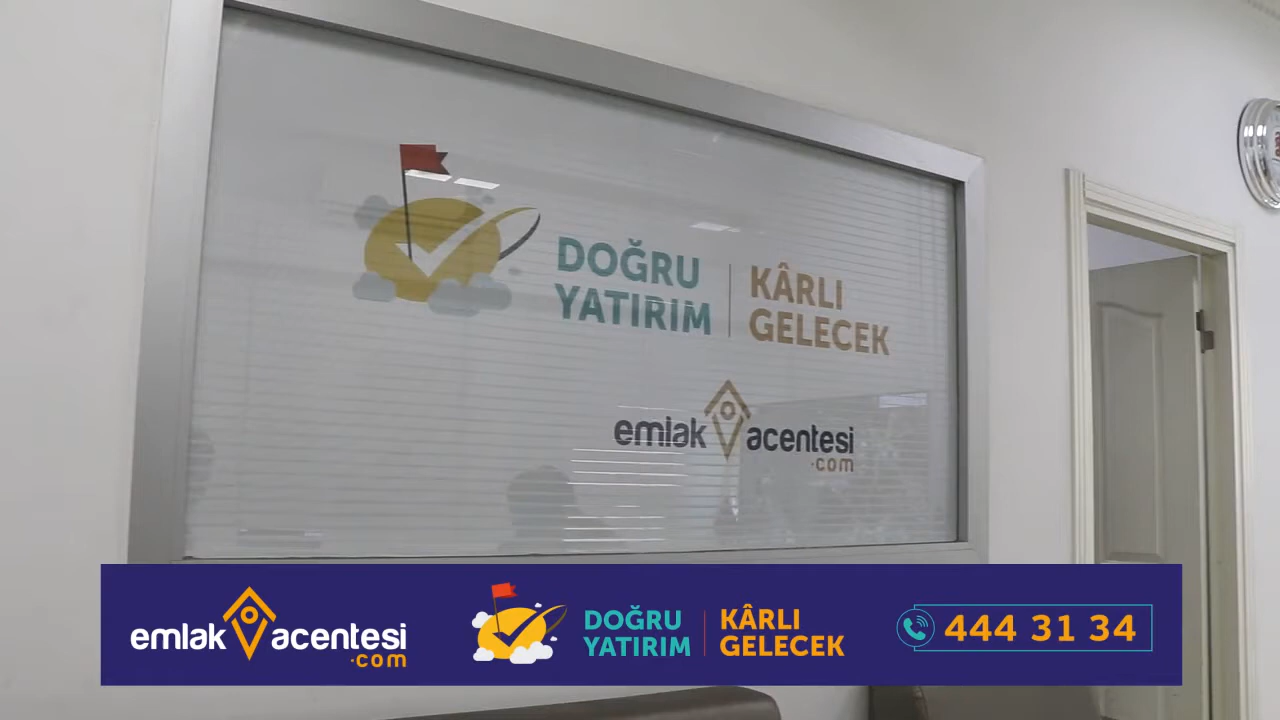 DOĞRU
YATIRIM
KÂRLI
GELECEK
emlak acentesi
.com
emlak acentesi
.com
DOĞRU
YATIRIM
KÂRLI
GELECEK
444 31 34